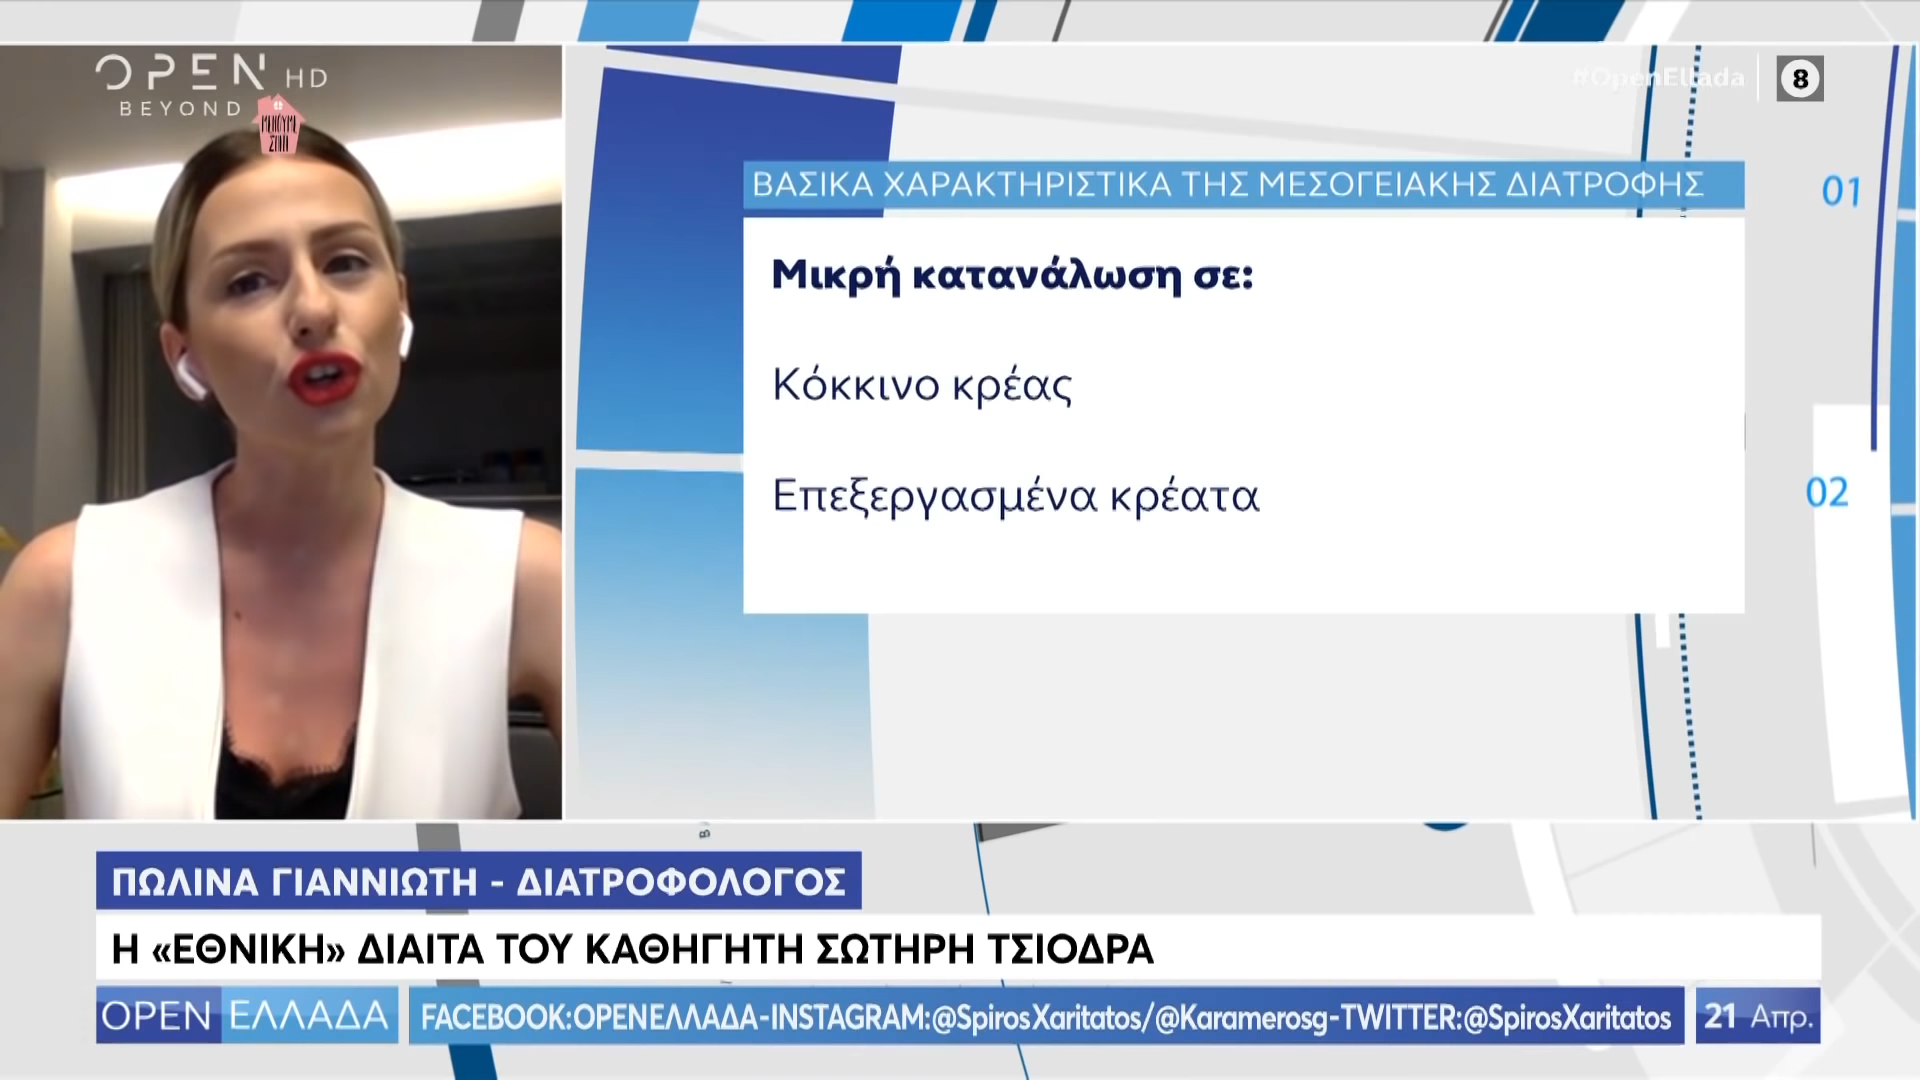 OPEN HD
BEYOND
ΜΕΝΟΥΜΕ
ΣΠΙΤΙ
#OpenEllada
8
ΒΑΣΙΚΑ ΧΑΡΑΚΤΗΡΙΣΤΙΚΑ ΤΗΣ ΜΕΣΟΓΕΙΑΚΗΣ ΔΙΑΤΡΟΦΗΣ
01
Μικρή κατανάλωση σε:
Κόκκινο κρέας
Επεξεργασμένα κρέατα
02
ΠΩΛΙΝΑ ΓΙΑΝΝΙΩΤΗ - ΔΙΑΤΡΟΦΟΛΟΓΟΣ
Η «ΕΘΝΙΚΗ» ΔΙΑΙΤΑ ΤΟΥ ΚΑΘΗΓΗΤΗ ΣΩΤΗΡΗ ΤΣΙΟΔΡΑ
OPEN ΕΛΛΑΔΑ
FACEBOOK:OPENΕΛΛΑΔΑ-INSTAGRAM:@SpirosXaritatos/@Karamerosg-TWITTER:@SpirosXaritatos
21 Απρ.